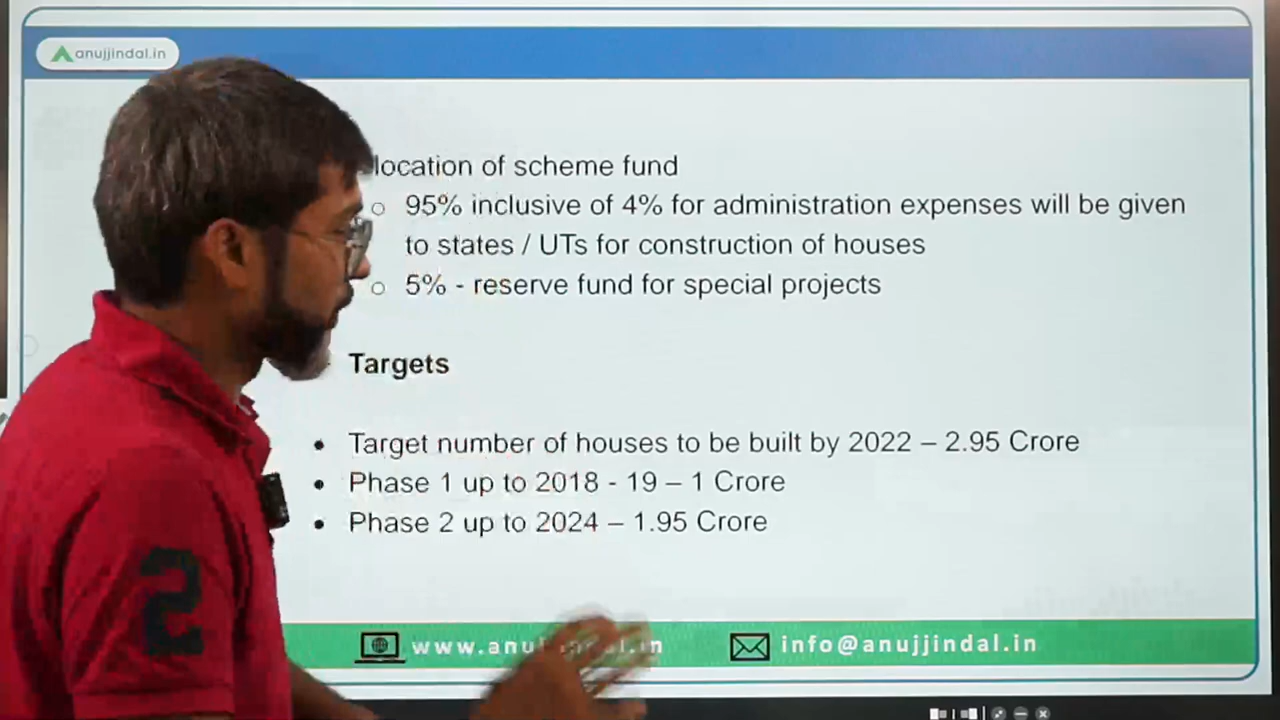 anujjindal.in
location of scheme fund
95% inclusive of 4% for administration expenses will be given
to states / UTs for construction of houses
5% - reserve fund for special projects
Targets
Target number of houses to be built by 2022 – 2.95 Crore
Phase 1 up to 2018 - 19 – 1 Crore
Phase 2 up to 2024 – 1.95 Crore
info@anujjindal.in
2